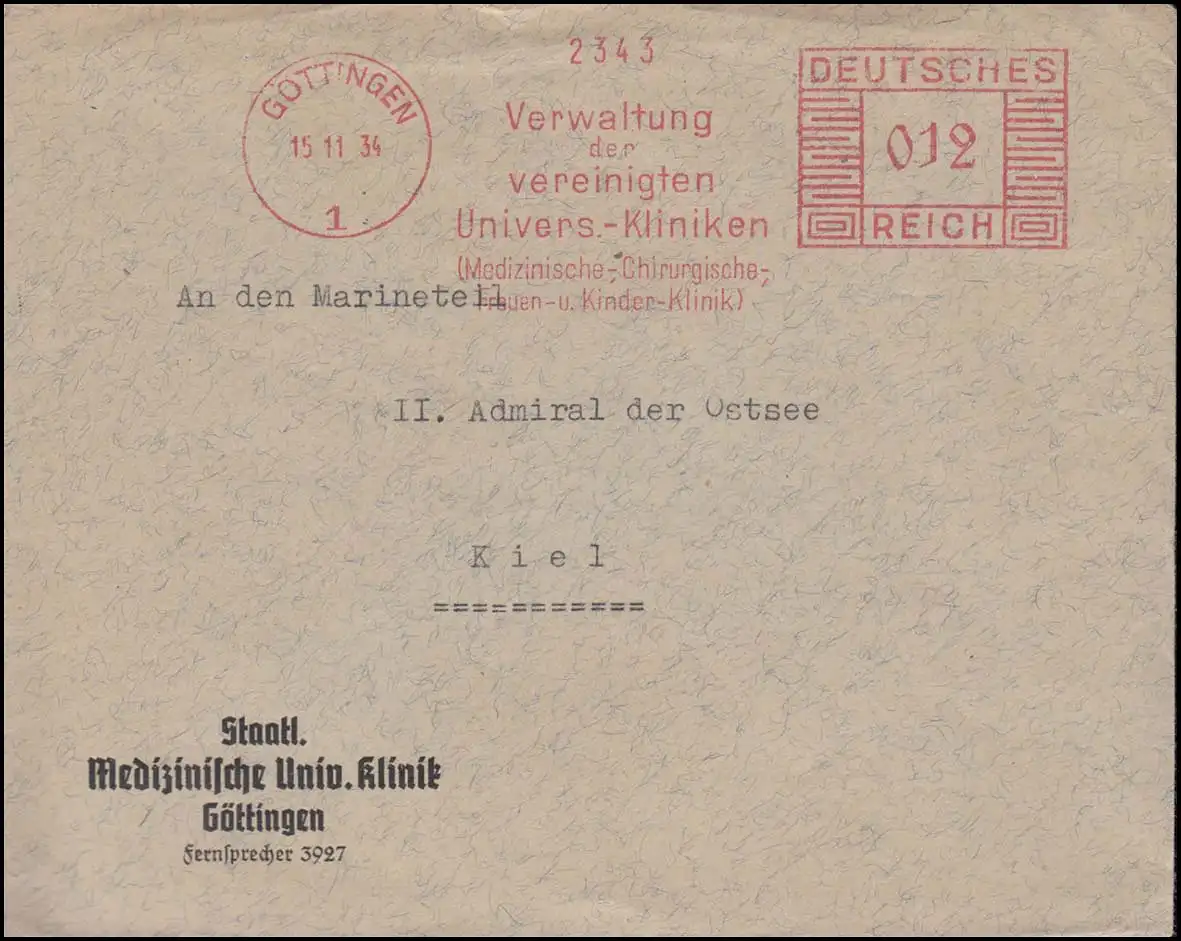 2343
GÖTTINGEN
15 11 34
1
Verwaltung
der
vereinigten
Univers.-Kliniken
(Medizinische-, Chirurgische-,
Frauen-u. Kinder-Klinik)
DEUTSCHES
012
REICH
An den Marineteil
II. Admiral der Ostsee
K i e l
===========
Staatl.
Medizinische Univ. Klinik
Göttingen
Fernsprecher 3927